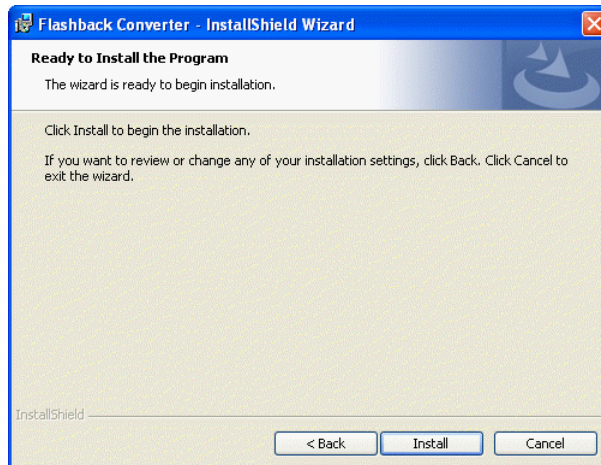 Flashback Converter - InstallShield Wizard
Ready to Install the Program
The wizard is ready to begin installation.
Click Install to begin the installation.
If you want to review or change any of your installation settings, click Back. Click Cancel to
exit the wizard.
InstallShield
< Back
Install
Cancel